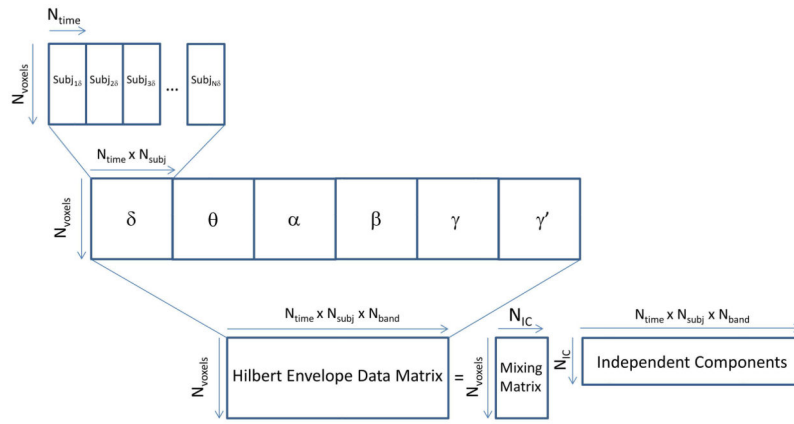 N_time
N_voxels
Subj_1δ Subj_2δ Subj_3δ ... Subj_Nδ
N_time x N_subj
N_voxels
δ θ α β γ γ′
N_time x N_subj x N_band
N_IC
N_time x N_subj x N_band
N_voxels
Hilbert Envelope Data Matrix
=
N_voxels
Mixing
Matrix
N_IC
Independent Components